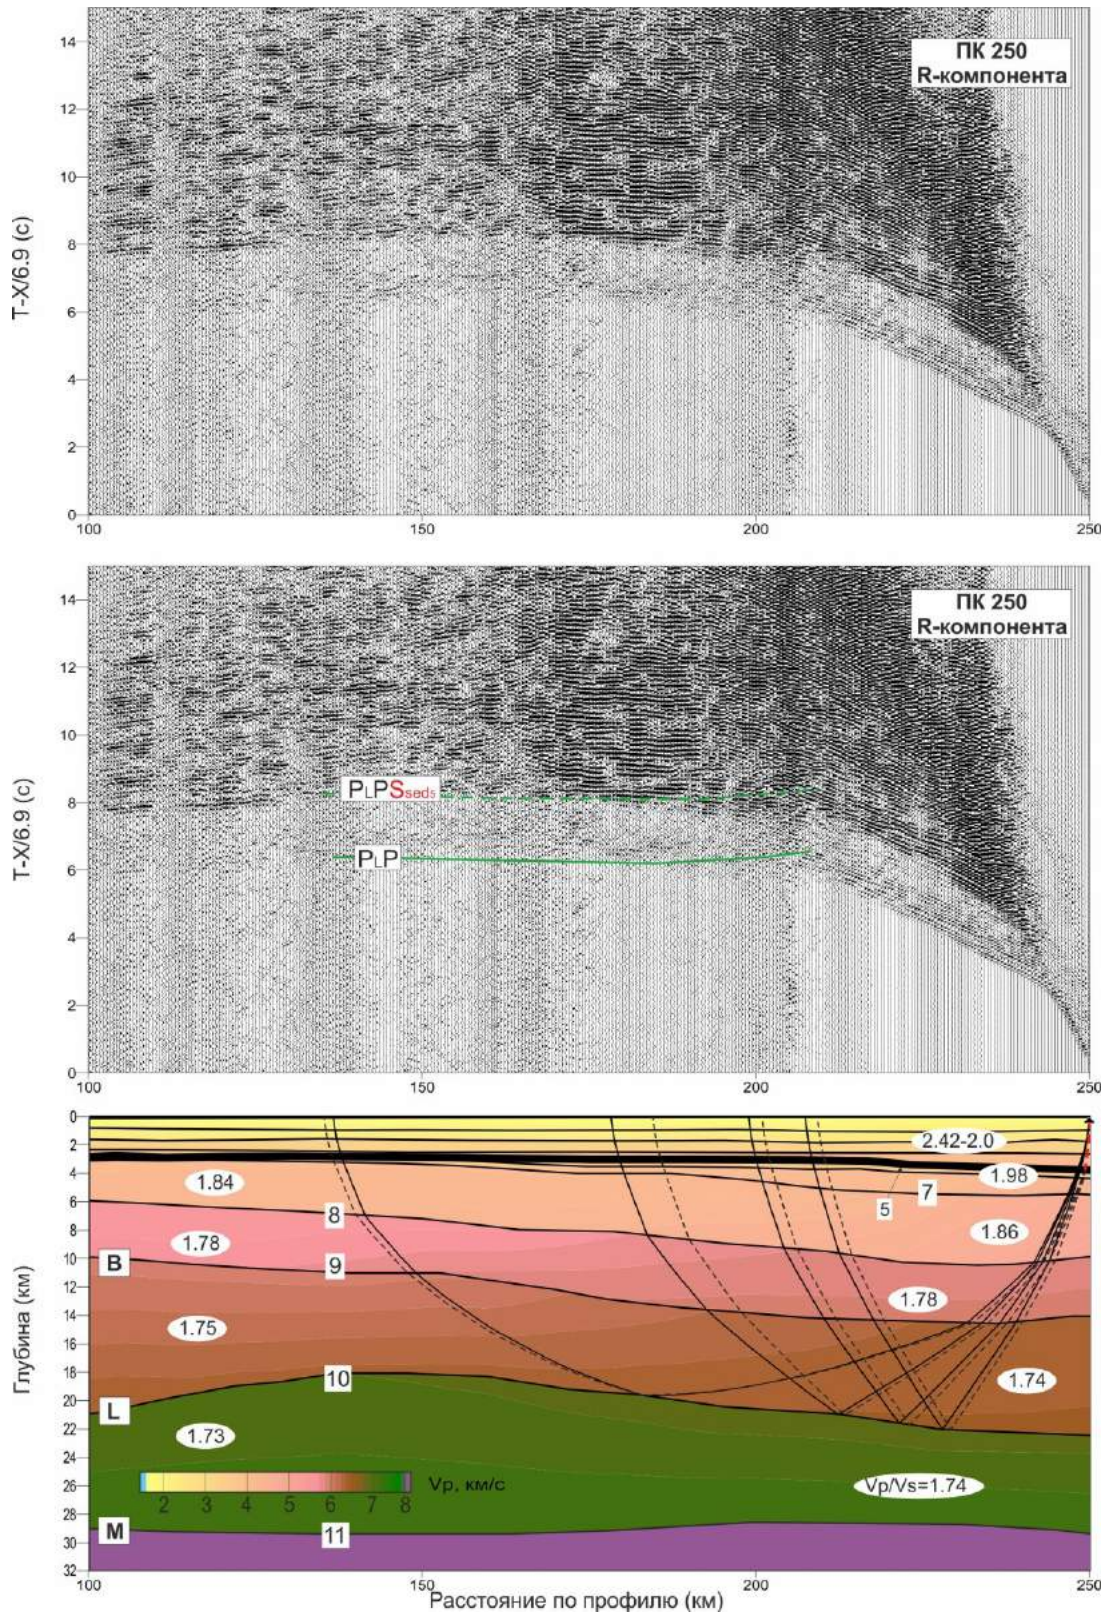 14
12
10
8
6
4
2
0
T-X/6.9 (с)
ПК 250
R-компонента
100 150 200 250
14
12
10
8
6
4
2
0
T-X/6.9 (с)
ПК 250
R-компонента
PLPSsed5
PLP
100 150 200 250
0
2
4
6
8
10
12
14
16
18
20
22
24
26
28
30
32
Глубина (км)
2.42-2.0
1.98
1.84
7
5
8
1.86
1.78
B
9
1.78
1.75
10
1.74
L
1.73
2 3 4 5 6 7 8
Vp, км/с
Vp/Vs=1.74
M
11
100 150 200 250
Расстояние по профилю (км)